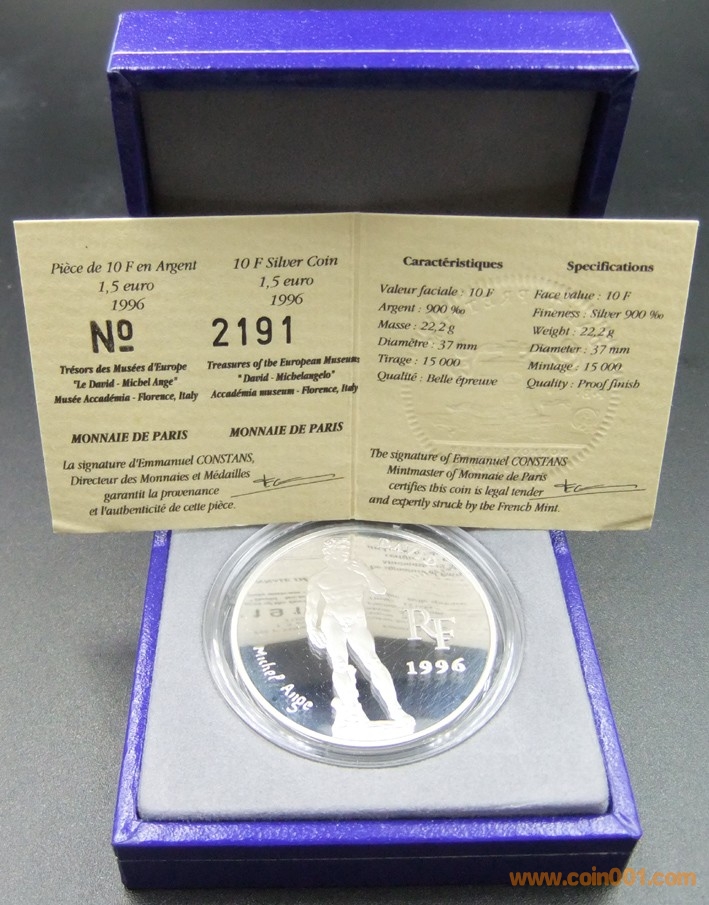 Pièce de 10 F en Argent
1,5 euro
1996
10 F Silver Coin
1,5 euro
1996
Nº 2191
Trésors des Musées d'Europe
"Le David - Michel Ange"
Musée Accadémia - Florence, Italy
Treasures of the European Museums
"David - Michelangelo"
Accadémia museum - Florence, Italy
MONNAIE DE PARIS
MONNAIE DE PARIS
La signature d'Emmanuel CONSTANS,
Directeur des Monnaies et Médailles
garantit la provenance
et l'authenticité de cette pièce.
Caractéristiques
Valeur faciale : 10 F
Argent : 900 ‰
Masse : 22,2 g
Diamètre : 37 mm
Tirage : 15 000
Qualité : Belle épreuve
Specifications
Face value : 10 F
Fineness : Silver 900 ‰
Weight : 22,2 g
Diameter : 37 mm
Mintage : 15 000
Quality : Proof finish
The signature of Emmanuel CONSTANS
Mintmaster of Monnaie de Paris
certifies this coin is legal tender
and expertly struck by the French Mint.
RF
1996
Michel Ange
www.coin001.com